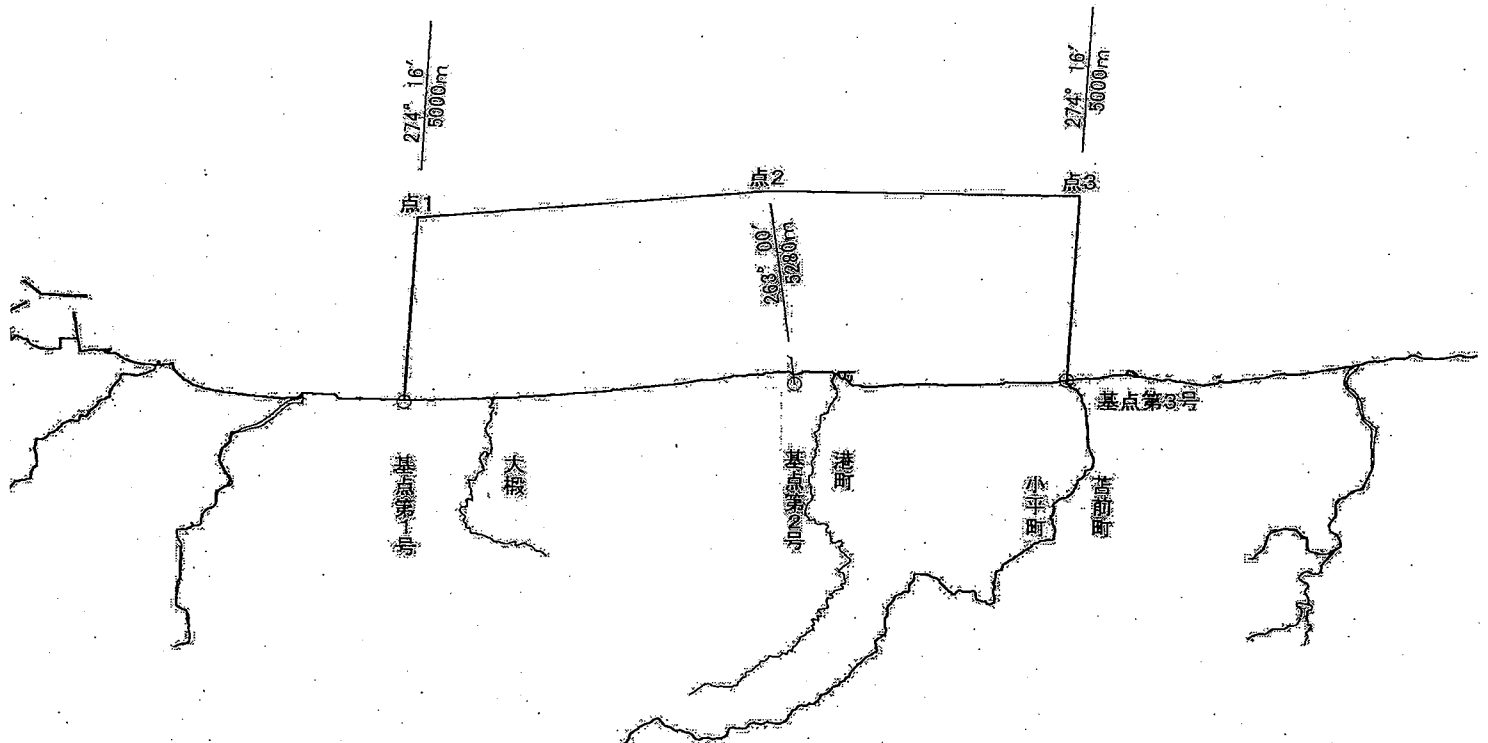 274° 16′
5000m
274° 16′
5000m
点1
点2
点3
263° 00′
5280m
基点第3号
基点第1号
大椴
基点第2号
港町
小平町
苫前町